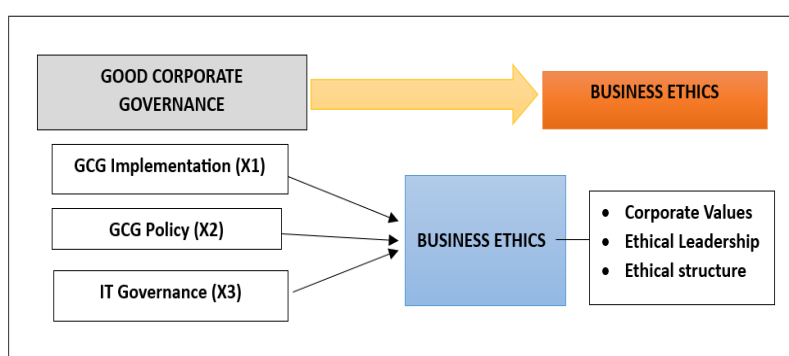 GOOD CORPORATE
GOVERNANCE
BUSINESS ETHICS
GCG Implementation (X1)
GCG Policy (X2)
IT Governance (X3)
BUSINESS ETHICS
• Corporate Values
• Ethical Leadership
• Ethical structure